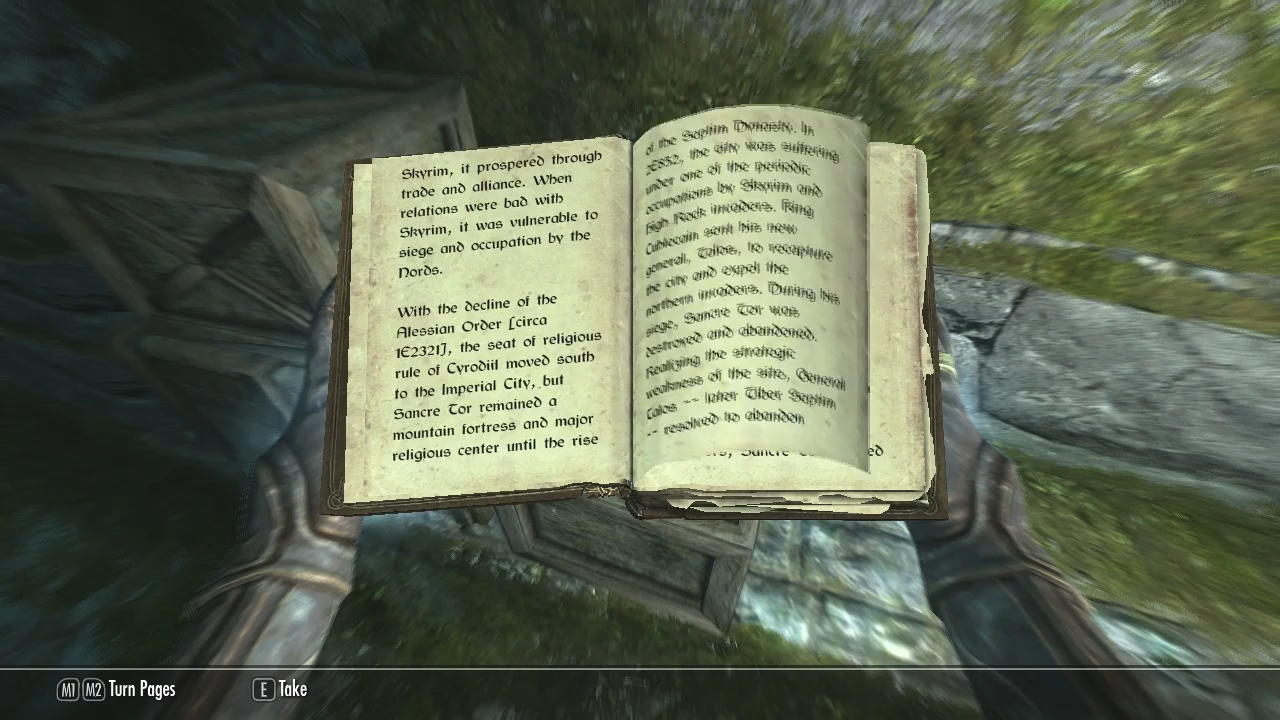 Skyrim, it prospered through
trade and alliance. When
relations were bad with
Skyrim, it was vulnerable to
siege and occupation by the
Nords.
With the decline of the
Alessian Order [circa
1E2321], the seat of religious
rule of Cyrodiil moved south
to the Imperial City, but
Sancre Tor remained a
mountain fortress and major
religious center until the rise
of the Septim Dynasty. In
2E852, the city was suffering
under one of the periodic
occupations by Skyrim and
High Rock invaders. King
Cuhlecain sent his new
general, Talos, to recapture
the city and expel the
northern invaders. During his
siege, Sancre Tor was
destroyed and abandoned.
Realizing the strategic
weakness of the site, General
Talos -- later Tiber Septim
-- resolved to abandon
Sancre
M1 M2 Turn Pages
E Take